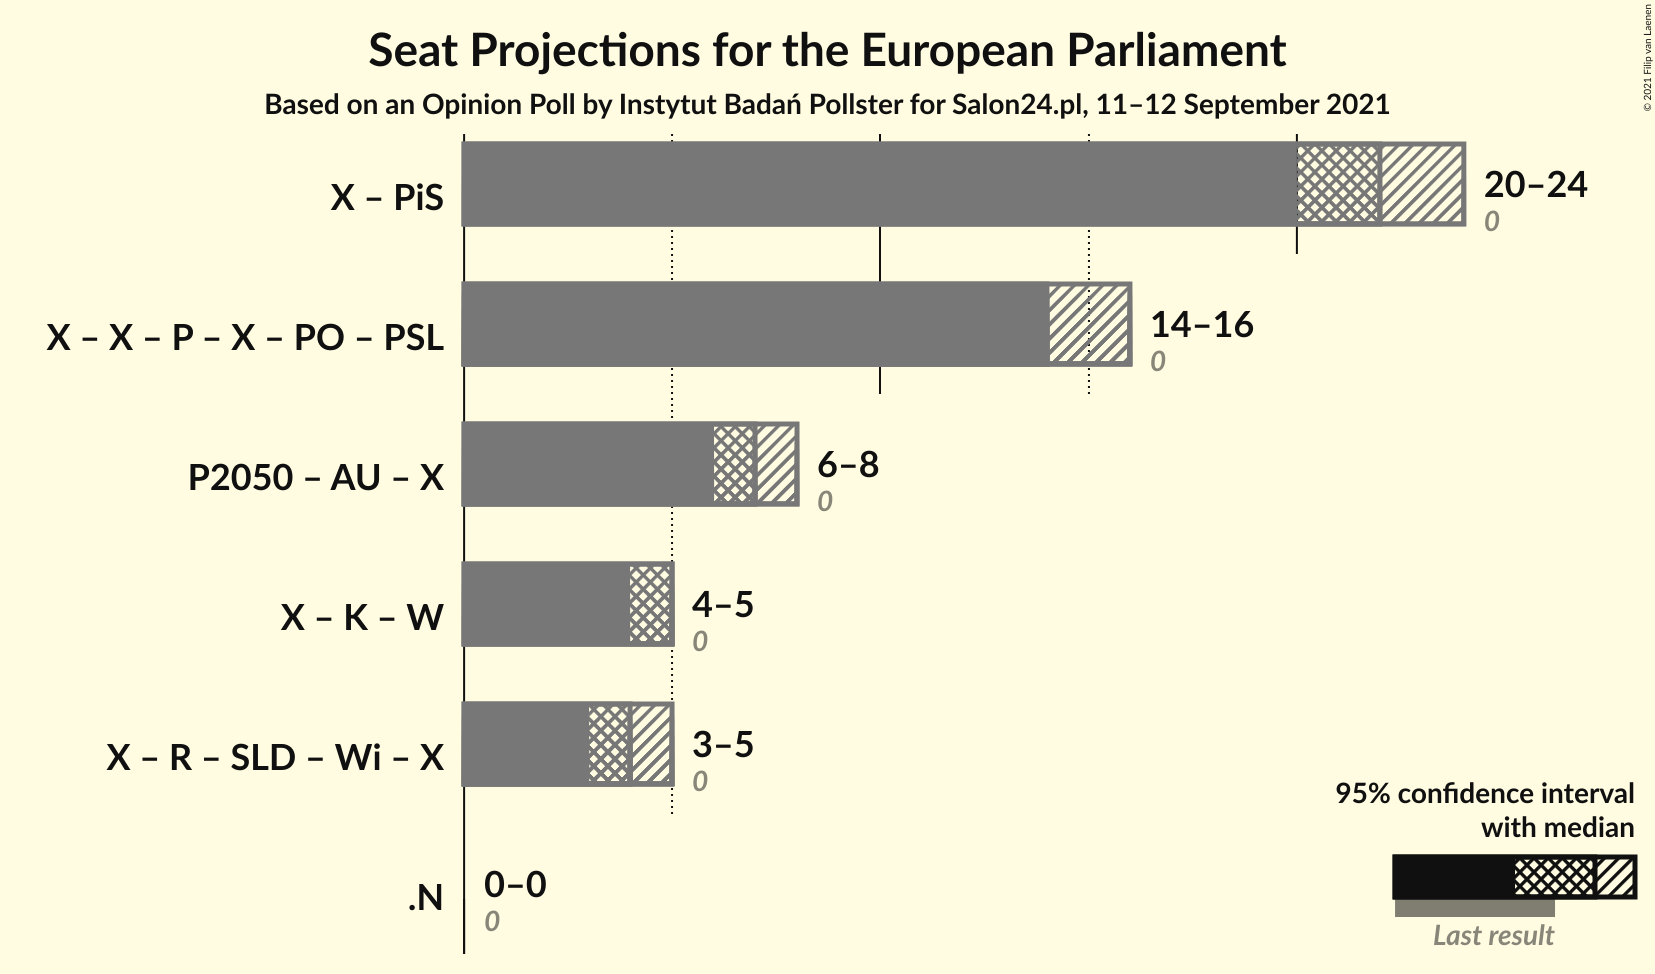 Seat Projections for the European Parliament
Based on an Opinion Poll by Instytut Badań Pollster for Salon24.pl, 11–12 September 2021
© 2021 Filip van Laenen
X – PiS
20–24
0
X – X – P – X – PO – PSL
14–16
0
P2050 – AU – X
6–8
0
X – K – W
4–5
0
X – R – SLD – Wi – X
3–5
0
.N
0–0
0
95% confidence interval
with median
Last result